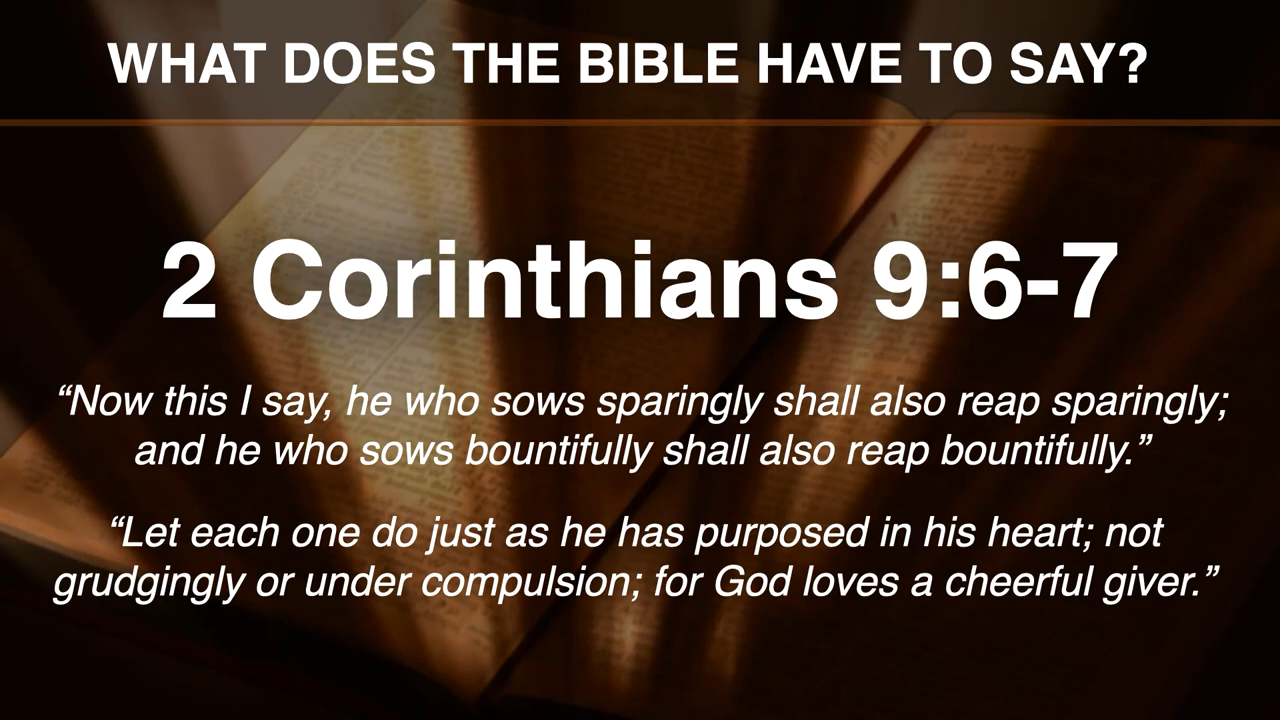 WHAT DOES THE BIBLE HAVE TO SAY?
2 Corinthians 9:6-7
“Now this I say, he who sows sparingly shall also reap sparingly;
and he who sows bountifully shall also reap bountifully.”
“Let each one do just as he has purposed in his heart; not
grudgingly or under compulsion; for God loves a cheerful giver.”